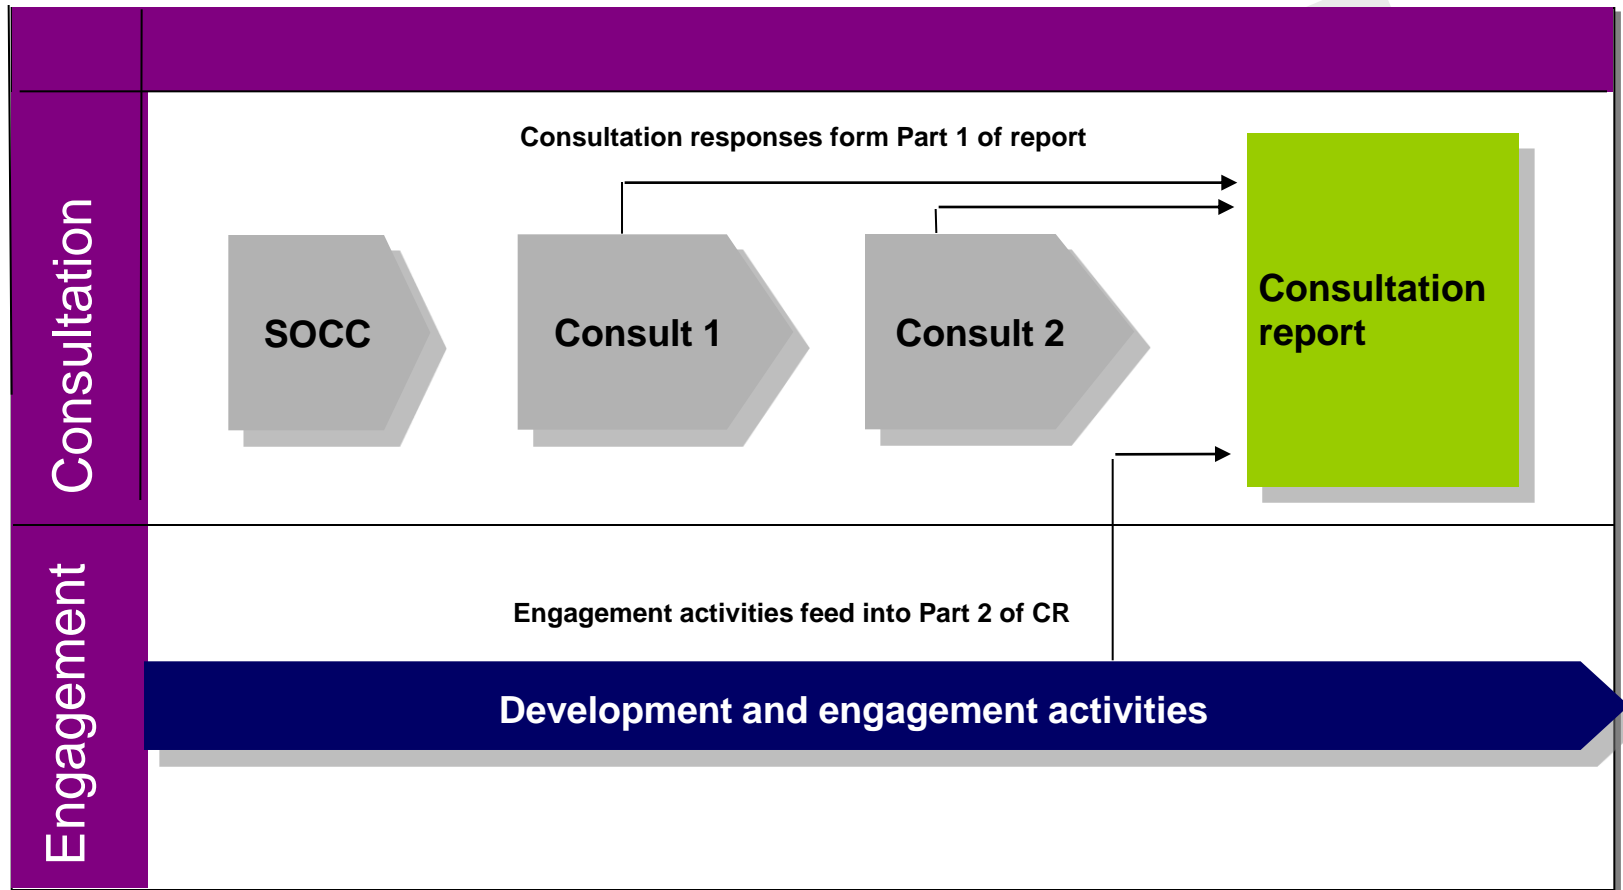 Consultation
Consultation responses form Part 1 of report
SOCC
Consult 1
Consult 2
Consultation
report
Engagement
Engagement activities feed into Part 2 of CR
Development and engagement activities